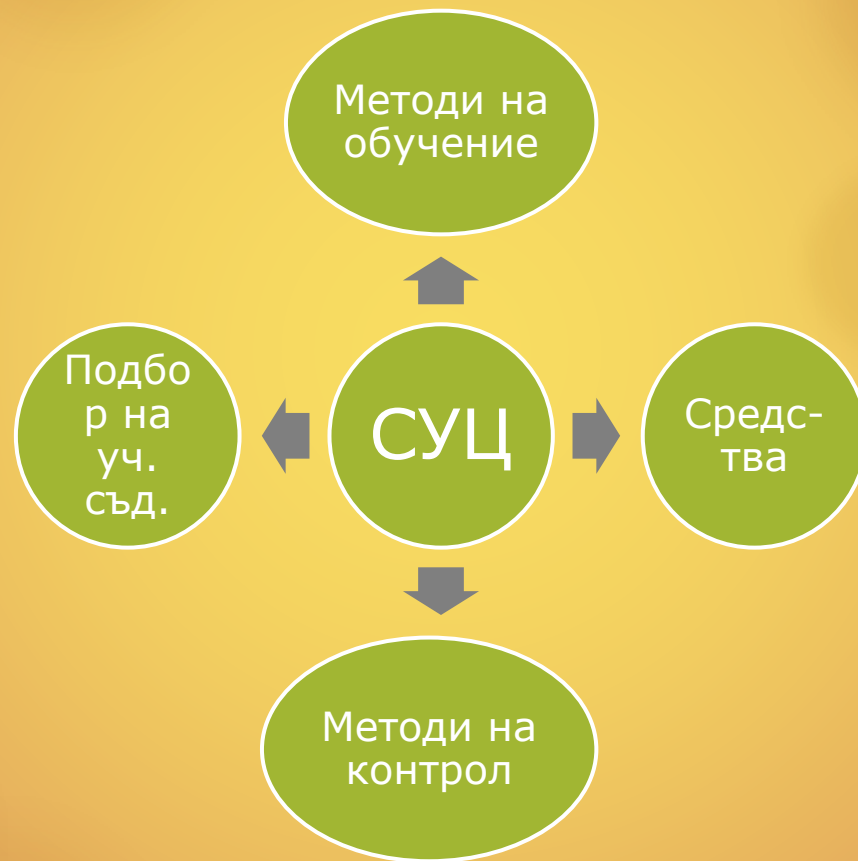 Методи на
обучение
Подбо
р на
уч.
съд.
СУЦ
Средс-
тва
Методи на
контрол